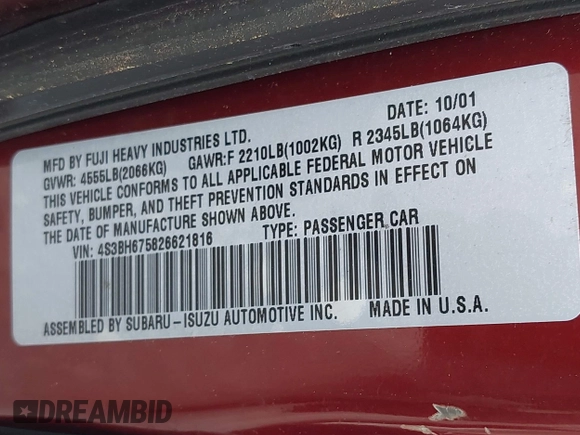 MFD BY FUJI HEAVY INDUSTRIES LTD. DATE: 10/01
GVWR: 4555LB(2066KG) GAWR:F 2210LB(1002KG) R 2345LB(1064KG)
THIS VEHICLE CONFORMS TO ALL APPLICABLE FEDERAL MOTOR VEHICLE
SAFETY, BUMPER, AND THEFT PREVENTION STANDARDS IN EFFECT ON
THE DATE OF MANUFACTURE SHOWN ABOVE.
VIN: 4S3BH675826621816 TYPE: PASSENGER CAR
ASSEMBLED BY SUBARU-ISUZU AUTOMOTIVE INC. MADE IN U.S.A.
DREAMBID